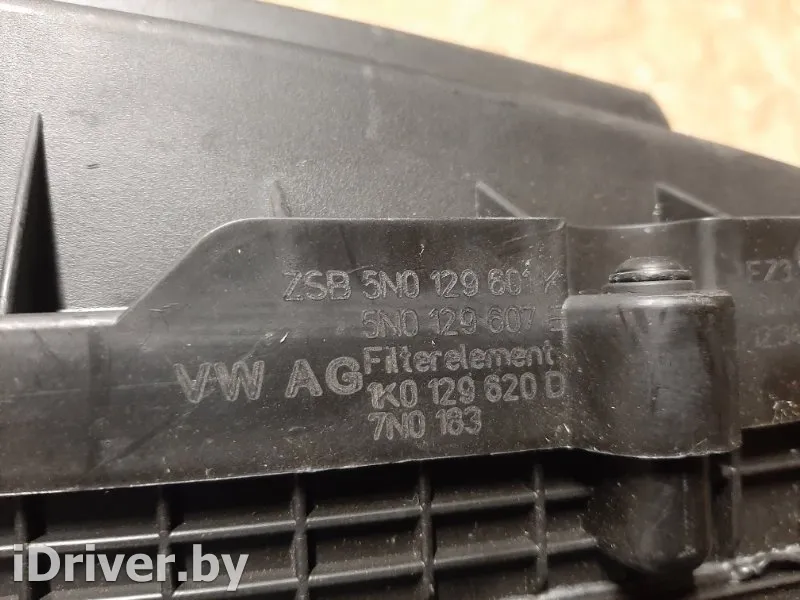 ZSB 5N0 129 601
5N0 129 607 E
VW AG Filterelement
1K0 129 620 D
7N0 183
iDriver.by